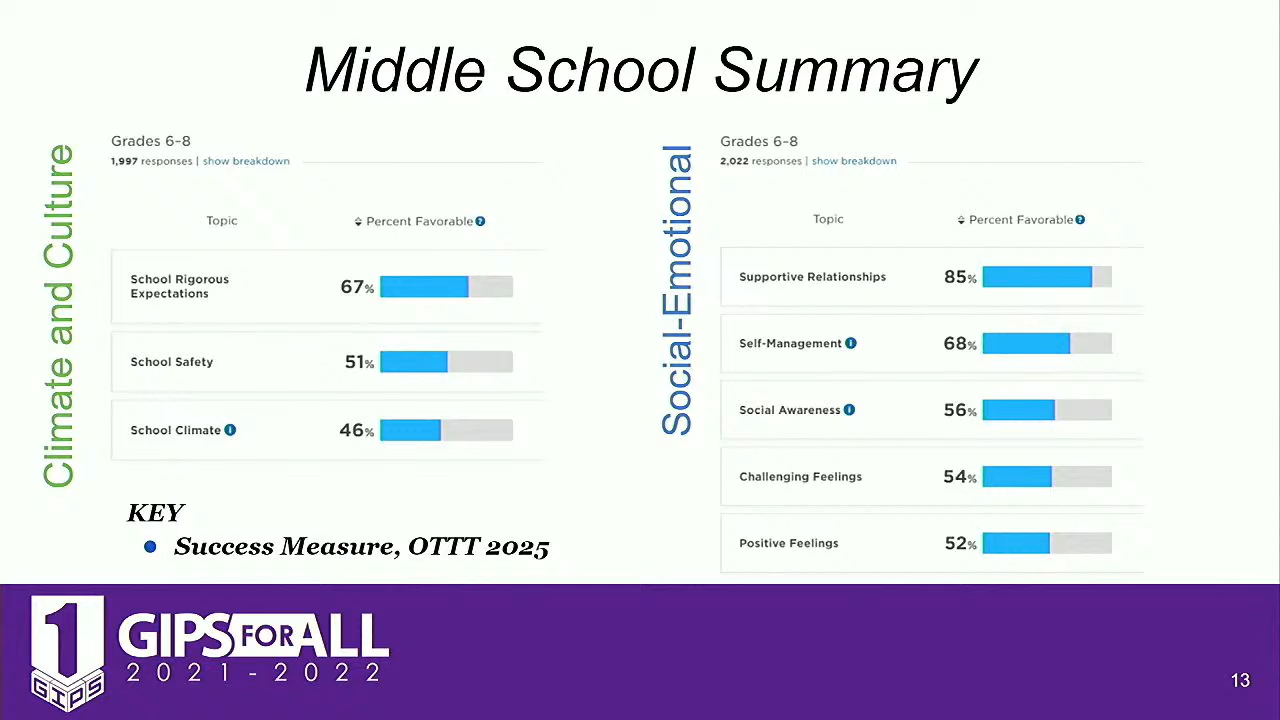 Middle School Summary
Climate and Culture
Grades 6–8
1,997 responses | show breakdown
Topic
Percent Favorable
School Rigorous
Expectations
67%
School Safety
51%
School Climate
46%
KEY
• Success Measure, OTTT 2025
Social-Emotional
Grades 6–8
2,022 responses | show breakdown
Topic
Percent Favorable
Supportive Relationships
85%
Self-Management
68%
Social Awareness
56%
Challenging Feelings
54%
Positive Feelings
52%
1
GIPS
GIPS FOR ALL
2021-2022
13